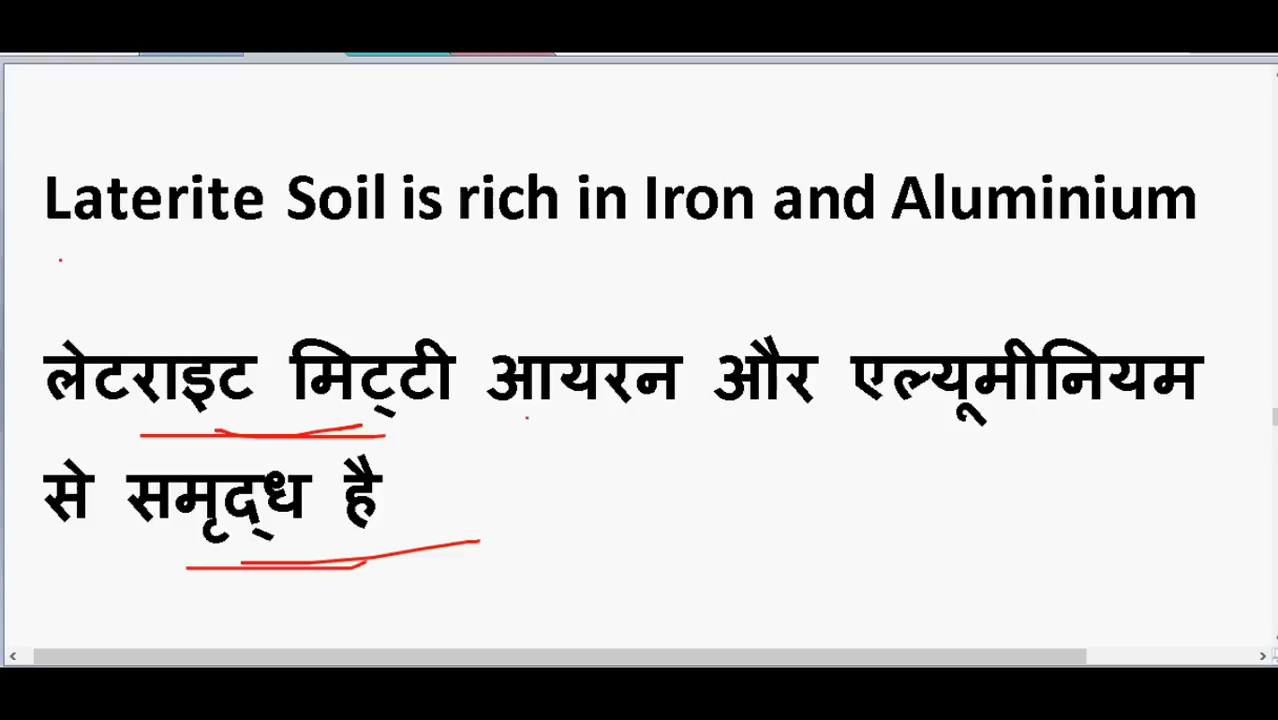 Laterite Soil is rich in Iron and Aluminium
लेटराइट मिट्टी आयरन और एल्यूमीनियम
से समृद्ध है